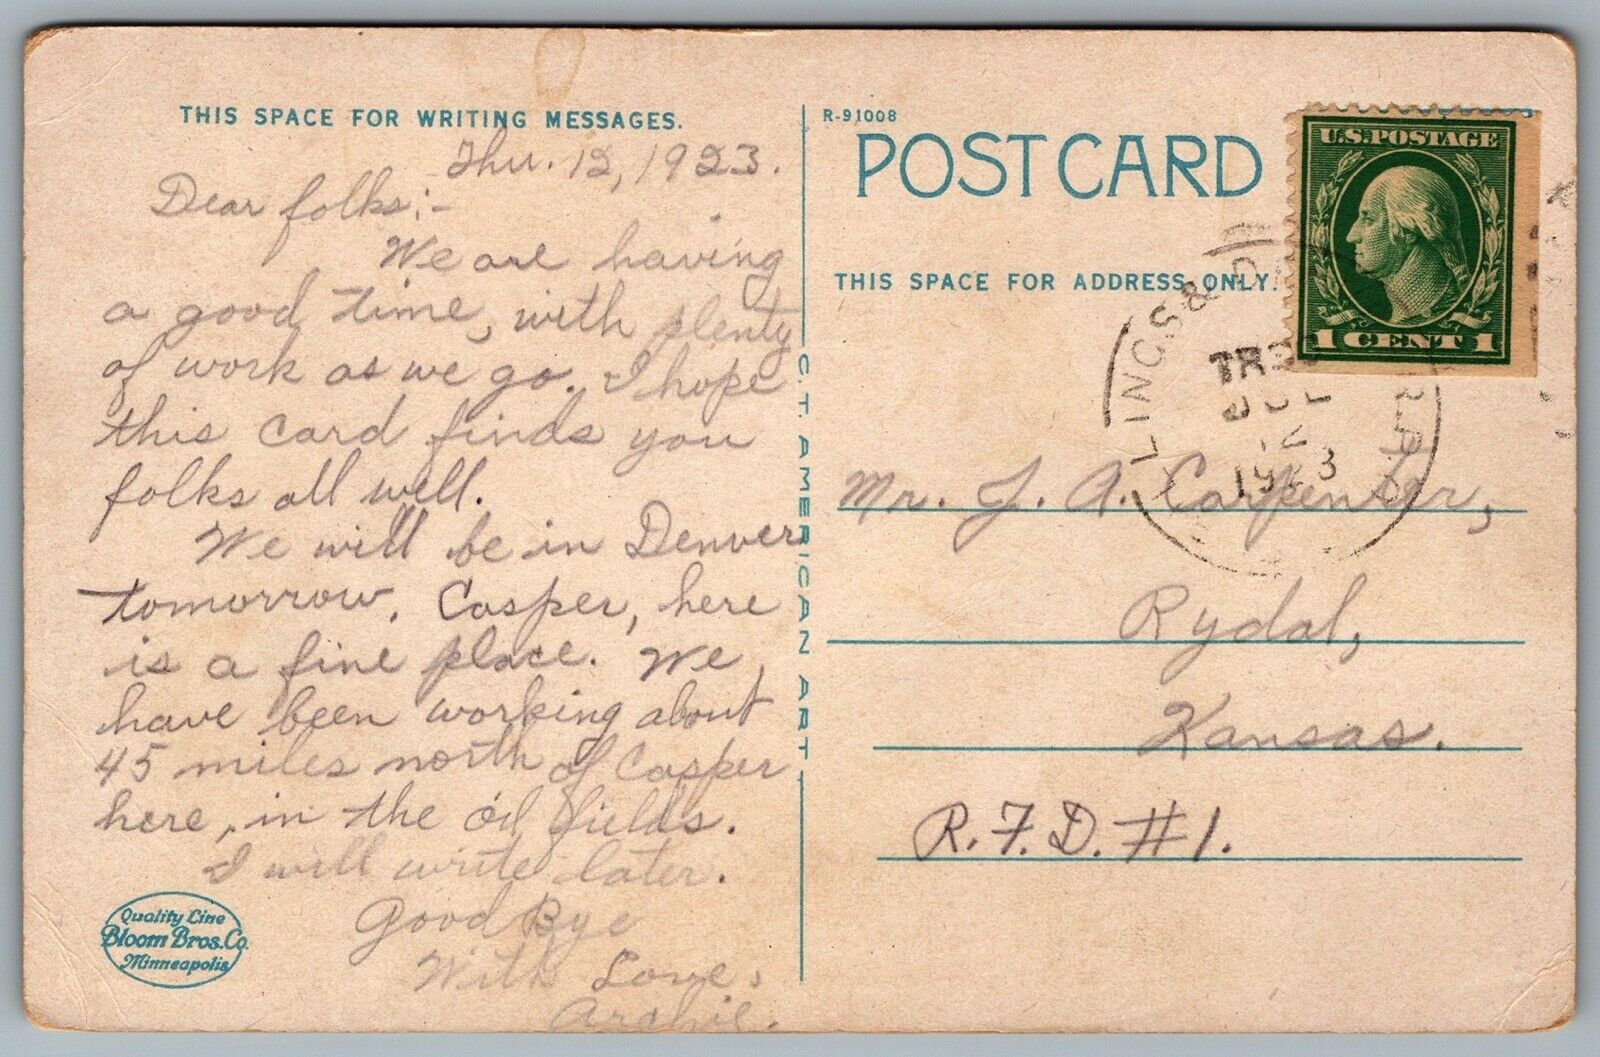 THIS SPACE FOR WRITING MESSAGES.
Thu. 12, 1923.
Dear folks:-
We are having
a good time, with plenty
of work as we go. I hope
this card finds you
folks all well.
We will be in Denver
tomorrow. Casper, here
is a fine place. We
have been working about
45 miles north of Casper
here, in the oil fields.
I will write later.
Good Bye
With Love,
Archie.
Quality Line
Bloom Bros. Co.
Minneapolis
C.T. AMERICAN ART
R-91008
POST CARD
THIS SPACE FOR ADDRESS ONLY.
U.S. POSTAGE
1 CENT 1
LINGS &
1923
Mr. J. A. Carpenter,
Rydal,
Kansas.
R.F.D. #1.